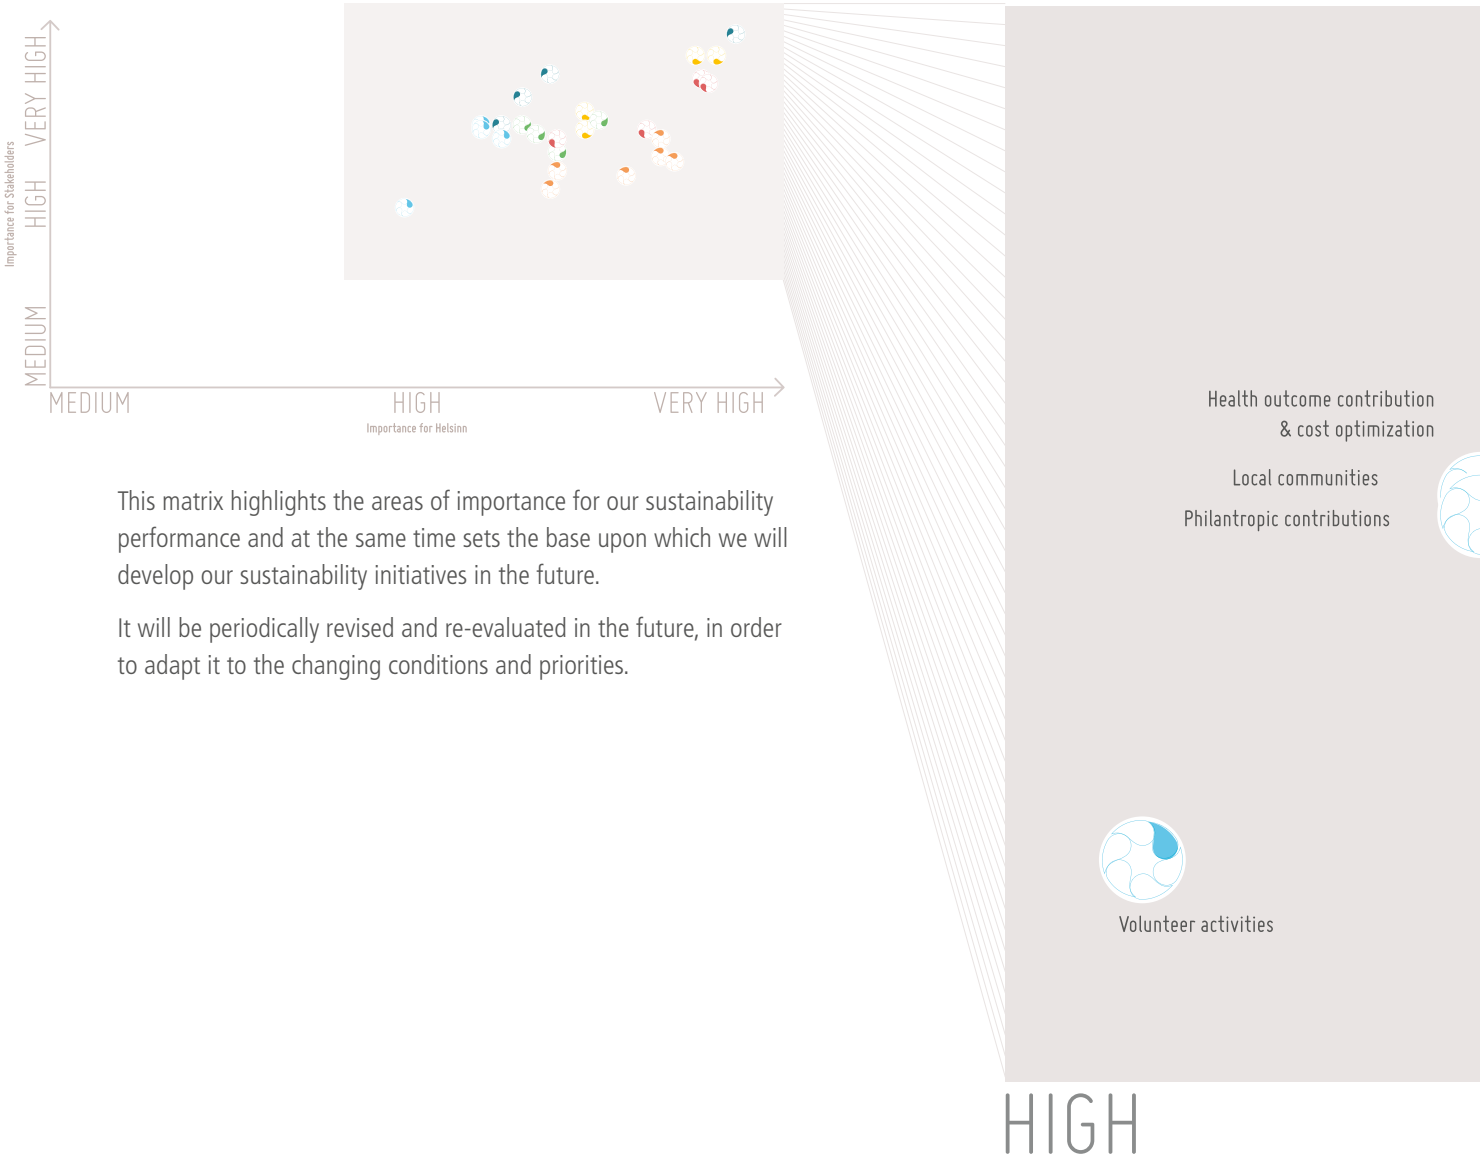 VERY HIGH
HIGH
MEDIUM
Importance for Stakeholders
MEDIUM
HIGH
VERY HIGH
Importance for Helsinn
This matrix highlights the areas of importance for our sustainability
performance and at the same time sets the base upon which we will
develop our sustainability initiatives in the future.
It will be periodically revised and re-evaluated in the future, in order
to adapt it to the changing conditions and priorities.
Health outcome contribution
& cost optimization
Local communities
Philantropic contributions
Volunteer activities
HIGH